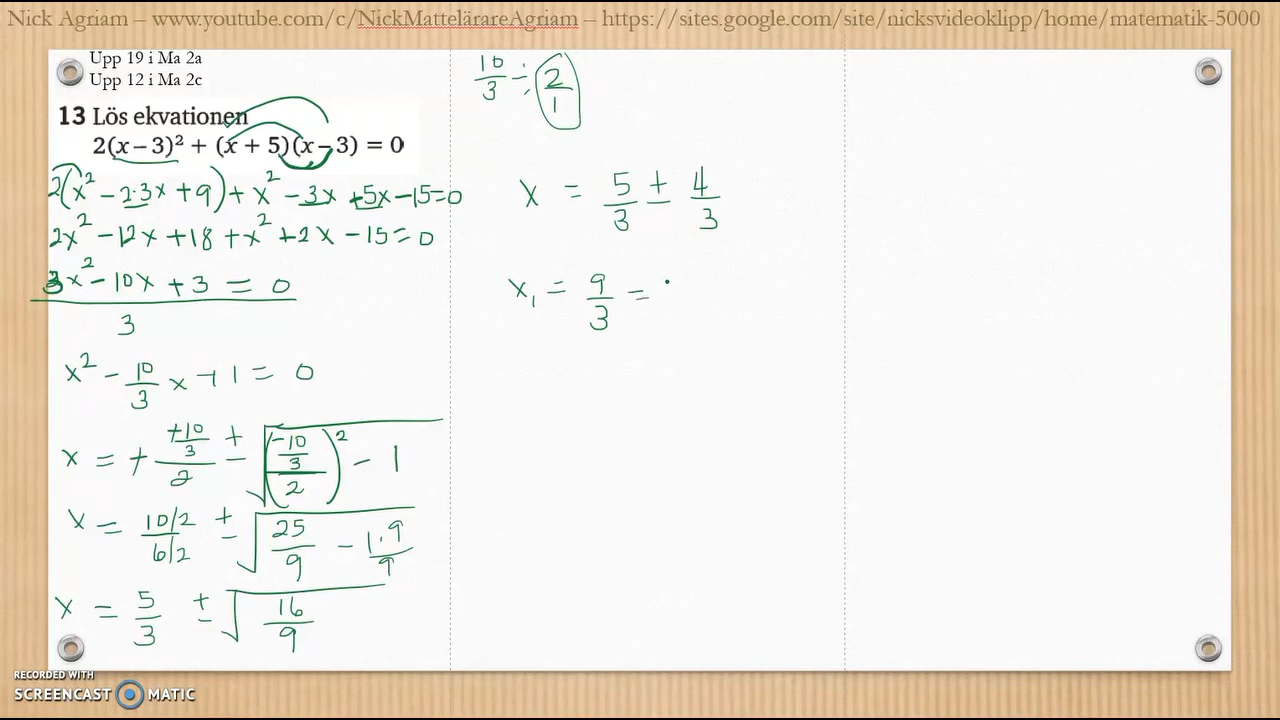 Nick Agriam – www.youtube.com/c/NickMattelärareAgriam – https://sites.google.com/site/nicksvideoklipp/home/matematik-5000
Upp 19 i Ma 2a
Upp 12 i Ma 2c
13 Lös ekvationen
2(x – 3)² + (x + 5)(x – 3) = 0
2(x² - 2·3x + 9) + x² - 3x + 5x - 15 = 0
2x² - 12x + 18 + x² + 2x - 15 = 0
3x² - 10x + 3 = 0
3
x² - 10/3 x + 1 = 0
x = + (+10/3)/2 ± √(((-10/3)/2)² - 1)
x = (10/2)/(6/2) ± √(25/9 - 1·9/9)
x = 5/3 ± √(16/9)
10/3 ÷ 2/1
x = 5/3 ± 4/3
x₁ = 9/3 =
RECORDED WITH
SCREENCAST MATIC